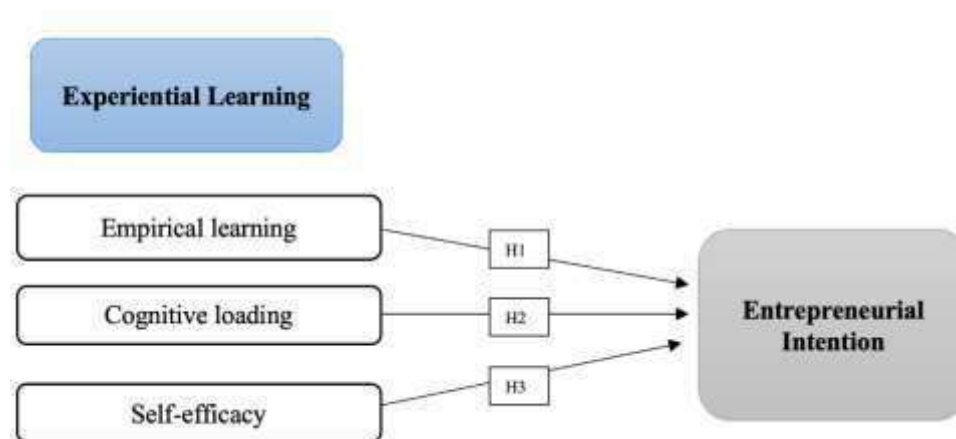 Experiential Learning
Empirical learning
H1
Cognitive loading
H2
Entrepreneurial
Intention
H3
Self-efficacy